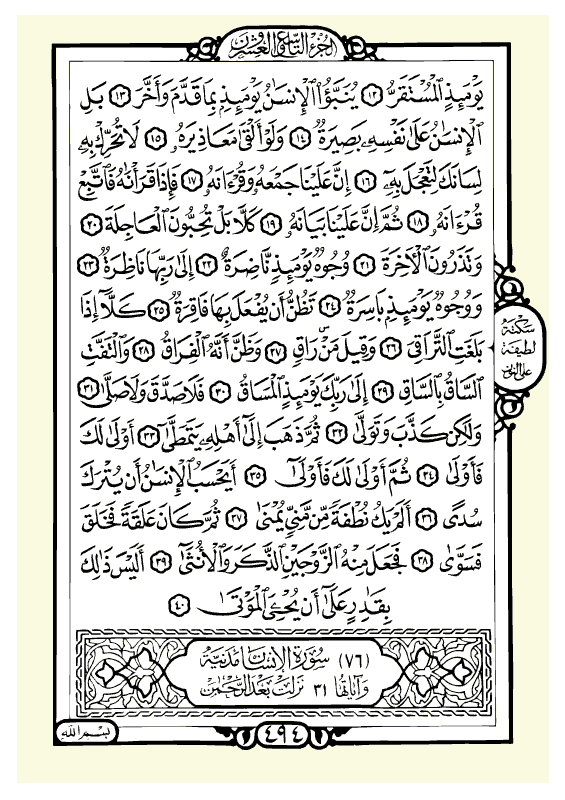 الجزء التاسع والعشرون
يَوْمَئِذٍ ٱلْمُسْتَقَرُّ ١٢ يُنَبَّؤُا۟ ٱلْإِنسَٰنُ يَوْمَئِذٍۭ بِمَا قَدَّمَ وَأَخَّرَ ١٣ بَلِ
ٱلْإِنسَٰنُ عَلَىٰ نَفْسِهِۦ بَصِيرَةٌ ١٤ وَلَوْ أَلْقَىٰ مَعَاذِيرَهُۥ ١٥ لَا تُحَرِّكْ بِهِۦ
لِسَانَكَ لِتَعْجَلَ بِهِۦٓ ١٦ إِنَّ عَلَيْنَا جَمْعَهُۥ وَقُرْءَانَهُۥ ١٧ فَإِذَا قَرَأْنَٰهُ فَٱتَّبِعْ
قُرْءَانَهُۥ ١٨ ثُمَّ إِنَّ عَلَيْنَا بَيَانَهُۥ ١٩ كَلَّا بَلْ تُحِبُّونَ ٱلْعَاجِلَةَ ٢٠
وَتَذَرُونَ ٱلْأَخِرَةَ ٢١ وُجُوهٌ يَوْمَئِذٍ نَّاضِرَةٌ ٢٢ إِلَىٰ رَبِّهَا نَاظِرَةٌ ٢٣
وَوُجُوهٌ يَوْمَئِذٍۭ بَاسِرَةٌ ٢٤ تَظُنُّ أَن يُفْعَلَ بِهَا فَاقِرَةٌ ٢٥ كَلَّآ إِذَا
بَلَغَتِ ٱلتَّرَاقِىَ ٢٦ وَقِيلَ مَنْ رَاقٍ ٢٧ وَظَنَّ أَنَّهُ ٱلْفِرَاقُ ٢٨ وَٱلْتَفَّتِ
ٱلسَّاقُ بِٱلسَّاقِ ٢٩ إِلَىٰ رَبِّكَ يَوْمَئِذٍ ٱلْمَسَاقُ ٣٠ فَلَا صَدَّقَ وَلَا صَلَّىٰ ٣١
وَلَٰكِن كَذَّبَ وَتَوَلَّىٰ ٣٢ ثُمَّ ذَهَبَ إِلَىٰٓ أَهْلِهِۦ يَتَمَطَّىٰٓ ٣٣ أَوْلَىٰ لَكَ
فَأَوْلَىٰ ٣٤ ثُمَّ أَوْلَىٰ لَكَ فَأَوْلَىٰٓ ٣٥ أَيَحْسَبُ ٱلْإِنسَٰنُ أَن يُتْرَكَ
سُدًى ٣٦ أَلَمْ يَكُ نُطْفَةً مِّن مَّنِىٍّ يُمْنَىٰ ٣٧ ثُمَّ كَانَ عَلَقَةً فَخَلَقَ
فَسَوَّىٰ ٣٨ فَجَعَلَ مِنْهُ ٱلزَّوْجَيْنِ ٱلذَّكَرَ وَٱلْأُنثَىٰٓ ٣٩ أَلَيْسَ ذَٰلِكَ
بِقَٰدِرٍ عَلَىٰٓ أَن يُحْـِۧىَ ٱلْمَوْتَىٰ ٤٠
سكتة
لطيفة
على النون
(٧٦) سورة الإنسان مدنية
وآياتها ٣١ نزلت بعد الرحمن
بسم الله
٤٩٤